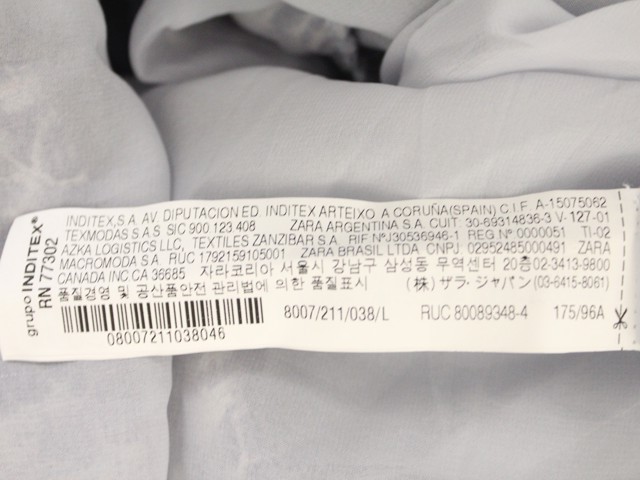 grupo INDITEX®
RN 77302
INDITEX,S.A. AV. DIPUTACION ED. INDITEX ARTEIXO A CORUÑA(SPAIN) C.I.F. A-15075062
TEXMODAS S.A.S SIC 900.123.408 ZARA ARGENTINA S.A. CUIT: 30-69314836-3 V-127-01
AZKA LOGISTICS LLC, TEXTILES ZANZIBAR S.A. RIF NºJ30536946-1 REG Nº 0000051 TI-02
MACROMODA S.A. RUC 1792159105001 ZARA BRASIL LTDA. CNPJ 02952485000491 ZARA
CANADA INC CA 36685 자라코리아 서울시 강남구 삼성동 무역센터 20층02-3413-9800
품질경영 및 공산품안전 관리법에 의한 품질표시 (株) ザラ・ジャパン (03-6415-8061)
08007211038046
8007/211/038/L RUC 80089348-4 175/96A